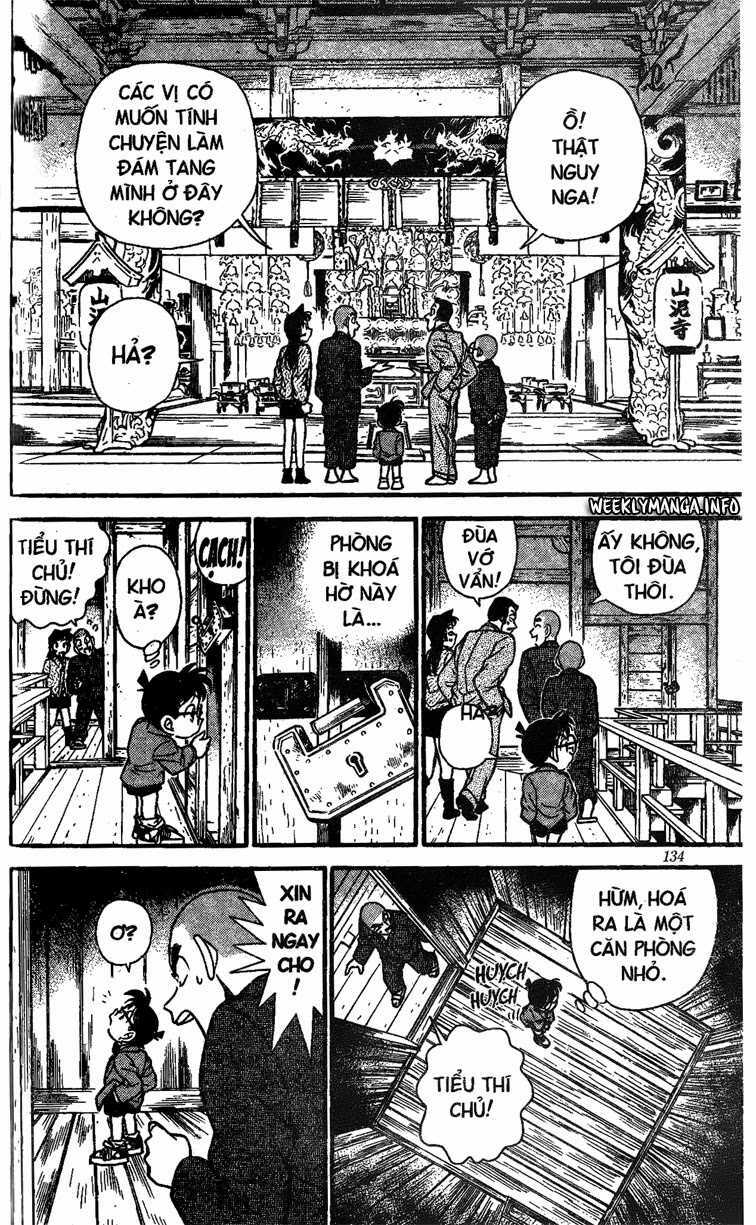 Ồ!
THẬT
NGUY
NGA!
CÁC VỊ CÓ
MUỐN TÍNH
CHUYỆN LÀM
ĐÁM TANG
MÌNH Ở ĐÂY
KHÔNG?
HẢ?
山泥寺
山泥寺
WEEKLYMANGA.INFO
ẤY KHÔNG,
TÔI ĐÙA
THÔI.
ĐÙA
VỚ
VẨN!
HẢ?
PHÒNG
BỊ KHOÁ
HỜ NÀY
LÀ...
CẠCH!
KHO
À?
TIỂU THÍ
CHỦ!
ĐỪNG!
134
HỪM, HOÁ
RA LÀ MỘT
CĂN PHÒNG
NHỎ.
HUỴCH
HUỴCH
TIỂU THÍ
CHỦ!
XIN
RA
NGAY
CHO
!
Ơ?